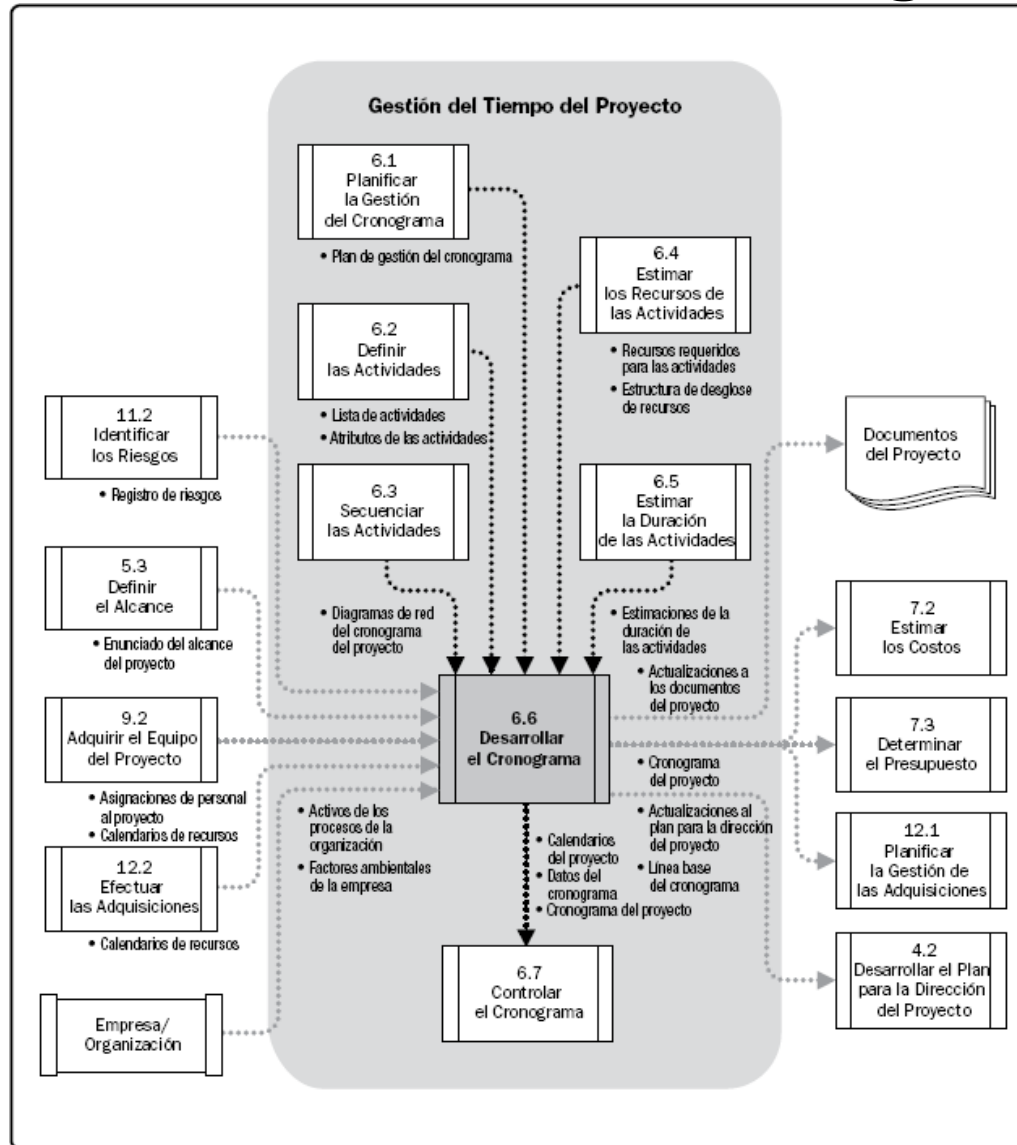 Gestión del Tiempo del Proyecto
6.1
Planificar
la Gestión
del Cronograma
• Plan de gestión del cronograma
6.4
Estimar
los Recursos de
las Actividades
• Recursos requeridos
para las actividades
• Estructura de desglose
de recursos
6.2
Definir
las Actividades
• Lista de actividades
• Atributos de las actividades
11.2
Identificar
los Riesgos
• Registro de riesgos
Documentos
del Proyecto
6.3
Secuenciar
las Actividades
• Diagramas de red
del cronograma
del proyecto
6.5
Estimar
la Duración
de las Actividades
• Estimaciones de la
duración de
las actividades
5.3
Definir
el Alcance
• Enunciado del alcance
del proyecto
7.2
Estimar
los Costos
• Actualizaciones a
los documentos
del proyecto
9.2
Adquirir el Equipo
del Proyecto
• Asignaciones de personal
al proyecto
• Calendarios de recursos
6.6
Desarrollar
el Cronograma
• Cronograma
del proyecto
7.3
Determinar
el Presupuesto
• Activos de los
procesos de la
organización
• Factores ambientales
de la empresa
• Calendarios
del proyecto
• Datos del
cronograma
• Cronograma del proyecto
• Actualizaciones al
plan para la dirección
del proyecto
• Línea base
del cronograma
12.2
Efectuar
las Adquisiciones
• Calendarios de recursos
12.1
Planificar
la Gestión de
las Adquisiciones
6.7
Controlar
el Cronograma
4.2
Desarrollar el Plan
para la Dirección
del Proyecto
Empresa/
Organización